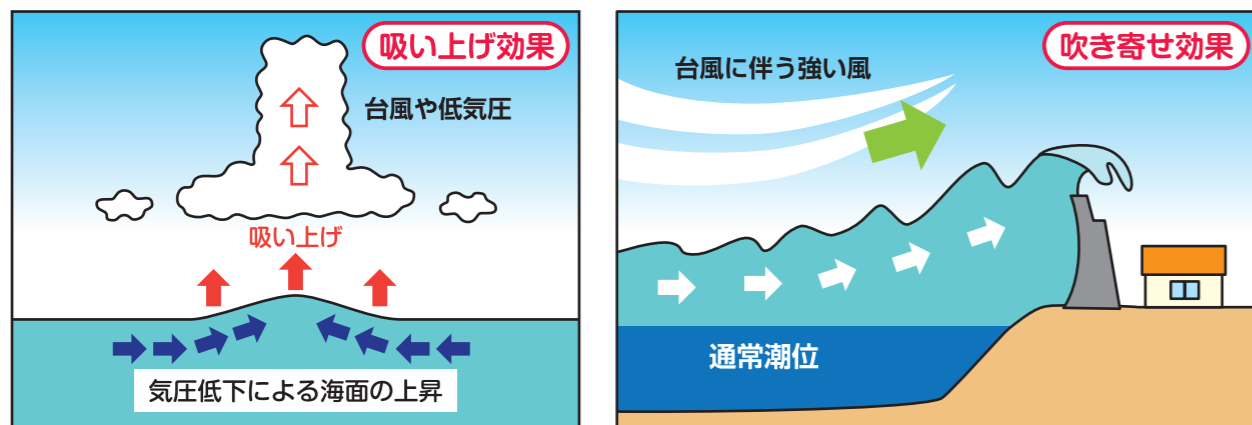 吸い上げ効果
台風や低気圧
吸い上げ
気圧低下による海面の上昇
吹き寄せ効果
台風に伴う強い風
通常潮位